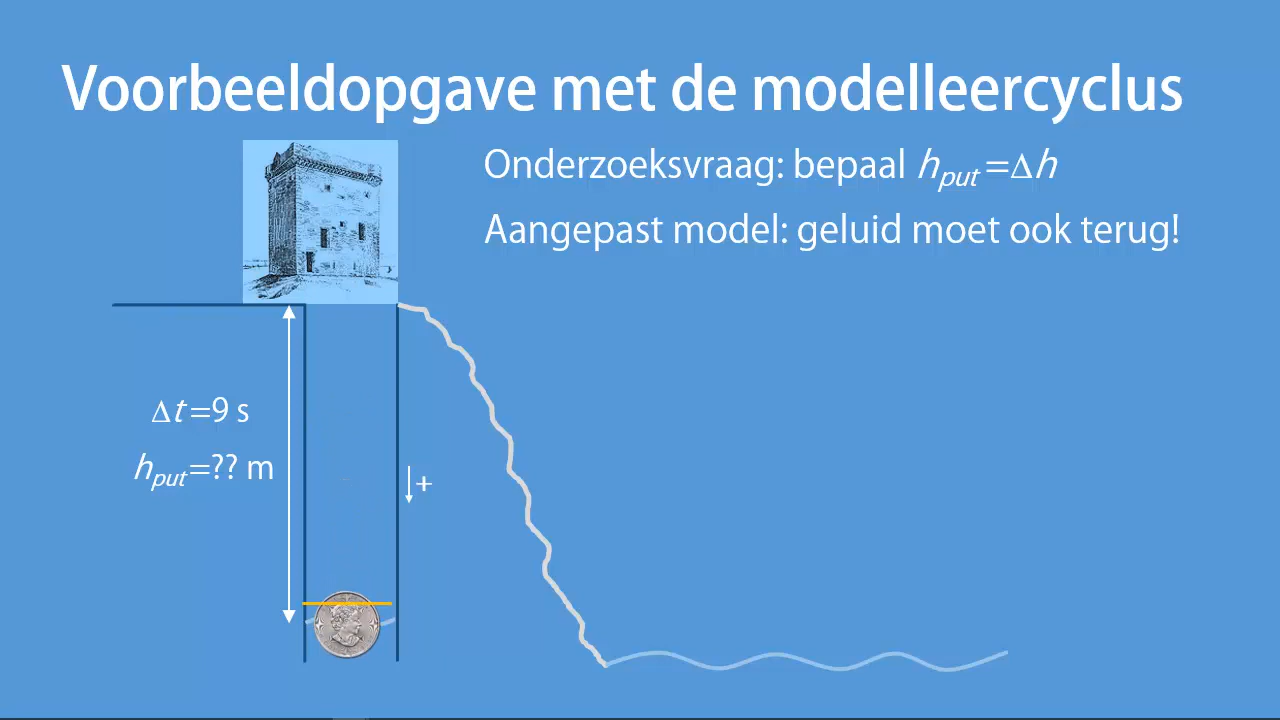 Voorbeeldopgave met de modelleercyclus
Onderzoeksvraag: bepaal hput=Δh
Aangepast model: geluid moet ook terug!
Δt=9 s
hput=?? m
+